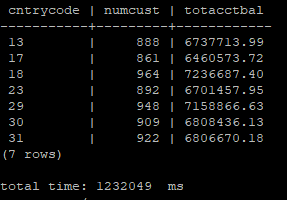 cntrycode | numcust | totacctbal
-----------+---------+------------
13 | 888 | 6737713.99
17 | 861 | 6460573.72
18 | 964 | 7236687.40
23 | 892 | 6701457.95
29 | 948 | 7158866.63
30 | 909 | 6808436.13
31 | 922 | 6806670.18
(7 rows)
total time: 1232049 ms